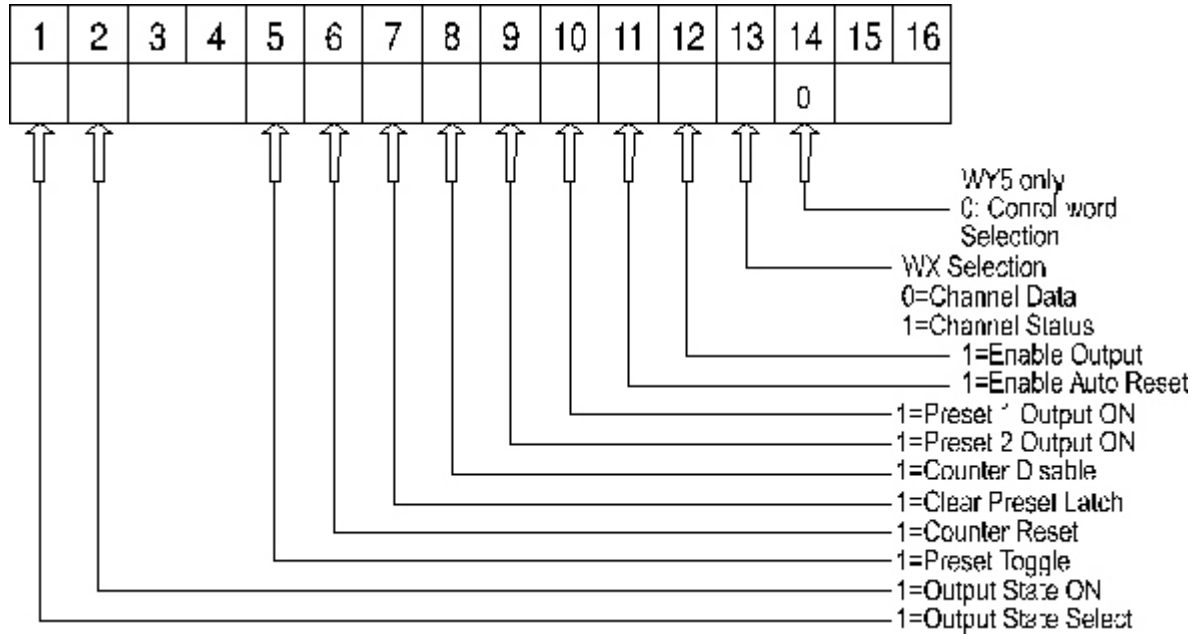 1 2 3 4 5 6 7 8 9 10 11 12 13 14 15 16
0
WY5 only
0: Conrol word
Selection
WX Selection
0=Channel Data
1=Channel Status
1=Enable Output
1=Enable Auto Reset
1=Preset 1 Output ON
1=Preset 2 Output ON
1=Counter Disable
1=Clear Preset Latch
1=Counter Reset
1=Preset Toggle
1=Output State ON
1=Output State Select